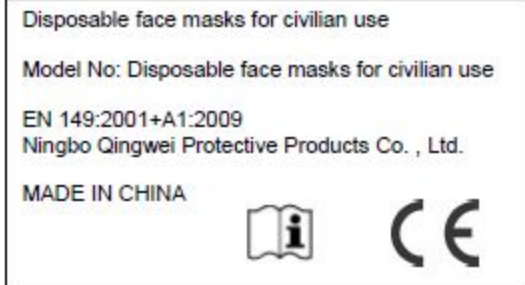 Disposable face masks for civilian use
Model No: Disposable face masks for civilian use
EN 149:2001+A1:2009
Ningbo Qingwei Protective Products Co. , Ltd.
MADE IN CHINA
i
CE